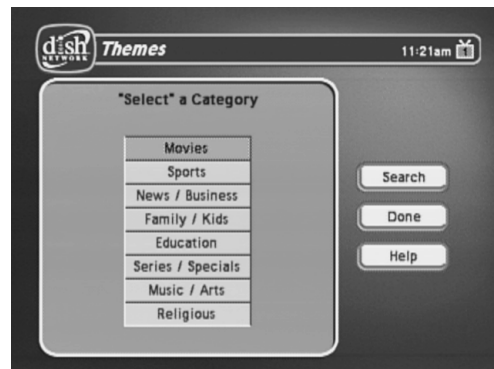 dish
NETWORK
Themes
11:21am
1
"Select" a Category
Movies
Sports
News / Business
Family / Kids
Education
Series / Specials
Music / Arts
Religious
Search
Done
Help